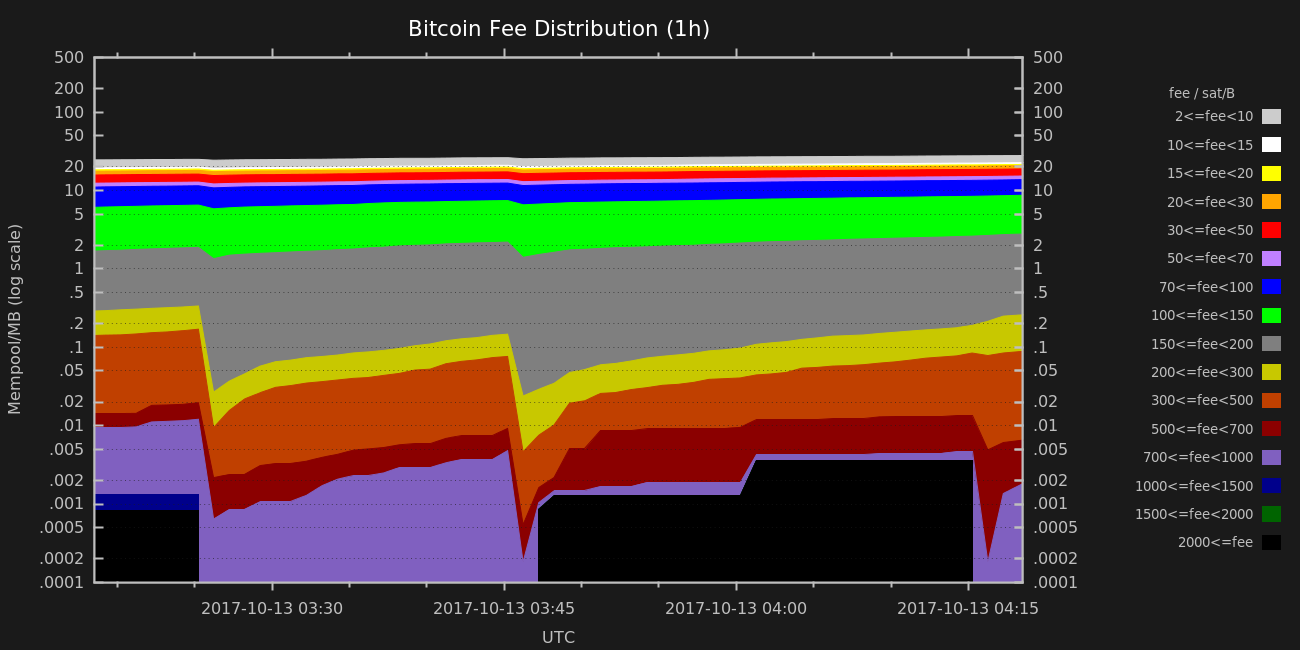 Bitcoin Fee Distribution (1h)
500
200
100
50
20
10
5
2
1
.5
.2
.1
.05
.02
.01
.005
.002
.001
.0005
.0002
.0001
Mempool/MB (log scale)
500
200
100
50
20
10
5
2
1
.5
.2
.1
.05
.02
.01
.005
.002
.001
.0005
.0002
.0001
2017-10-13 03:30
2017-10-13 03:45
2017-10-13 04:00
2017-10-13 04:15
UTC
fee / sat/B
2<=fee<10
10<=fee<15
15<=fee<20
20<=fee<30
30<=fee<50
50<=fee<70
70<=fee<100
100<=fee<150
150<=fee<200
200<=fee<300
300<=fee<500
500<=fee<700
700<=fee<1000
1000<=fee<1500
1500<=fee<2000
2000<=fee